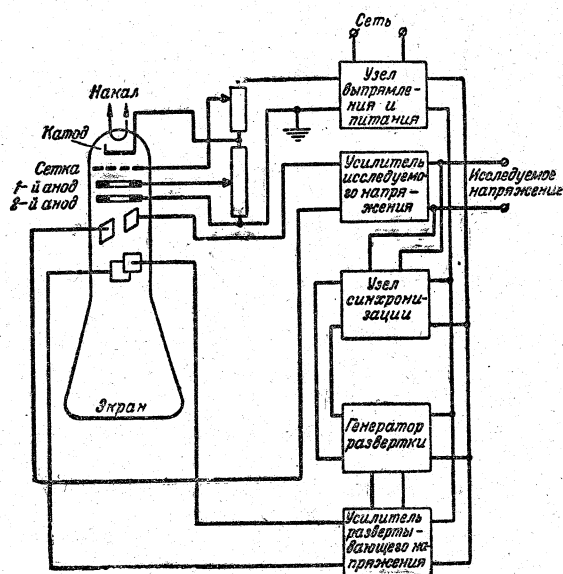 Сеть
Накал
Катод
Сетка
1-й анод
2-й анод
Экран
Узел
выпрямле-
ния и
питания
Усилитель
исследуемо-
го напря-
жения
Исследуемое
напряжение
Узел
синхрони-
зации
Генератор
развертки
Усилитель
разверты-
вающего на-
пряжения